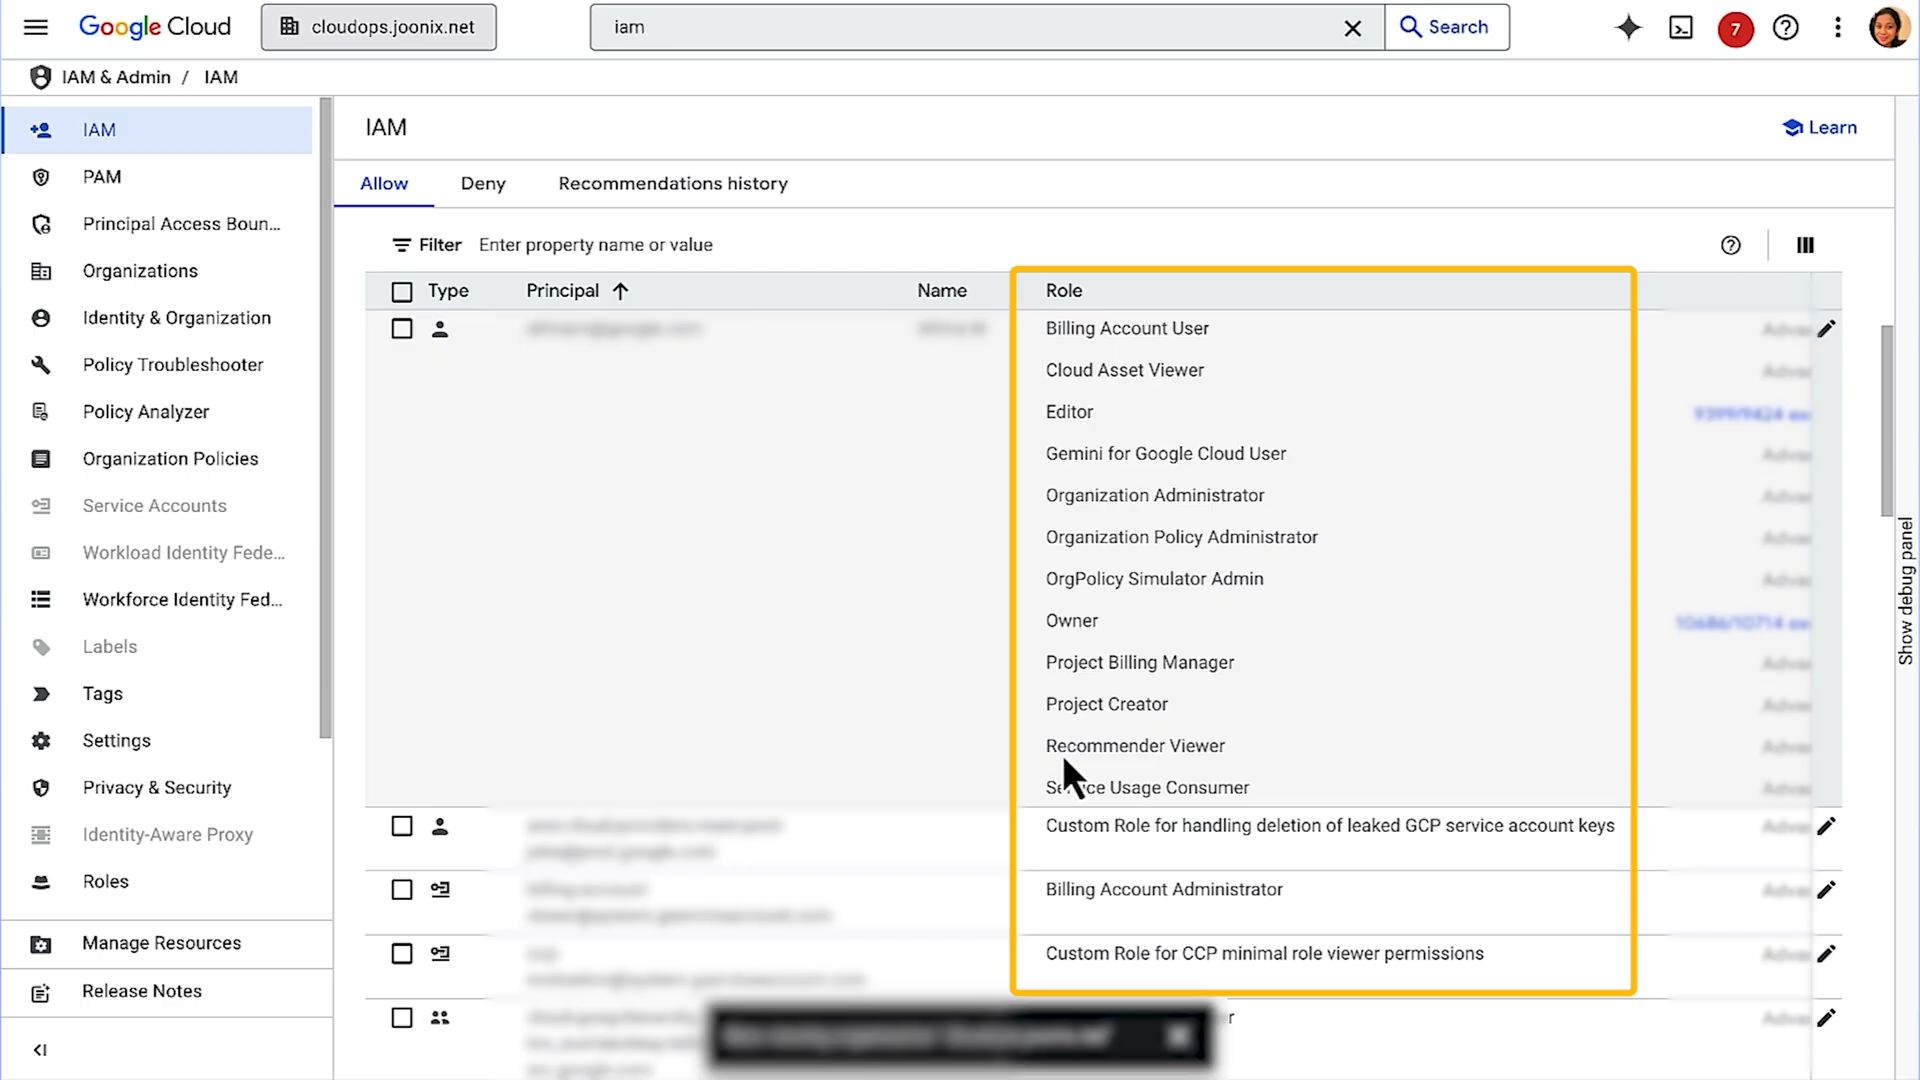 Google Cloud
cloudops.joonix.net
iam
Search
7
IAM & Admin / IAM
IAM
PAM
Principal Access Boun...
Organizations
Identity & Organization
Policy Troubleshooter
Policy Analyzer
Organization Policies
Service Accounts
Workload Identity Fede...
Workforce Identity Fed...
Labels
Tags
Settings
Privacy & Security
Identity-Aware Proxy
Roles
Manage Resources
Release Notes
IAM
Learn
Allow
Deny
Recommendations history
Filter Enter property name or value
Type Principal Name Role
Billing Account User
Cloud Asset Viewer
Editor
Gemini for Google Cloud User
Organization Administrator
Organization Policy Administrator
OrgPolicy Simulator Admin
Owner
Project Billing Manager
Project Creator
Recommender Viewer
Service Usage Consumer
Custom Role for handling deletion of leaked GCP service account keys
Billing Account Administrator
Custom Role for CCP minimal role viewer permissions
Show debug panel